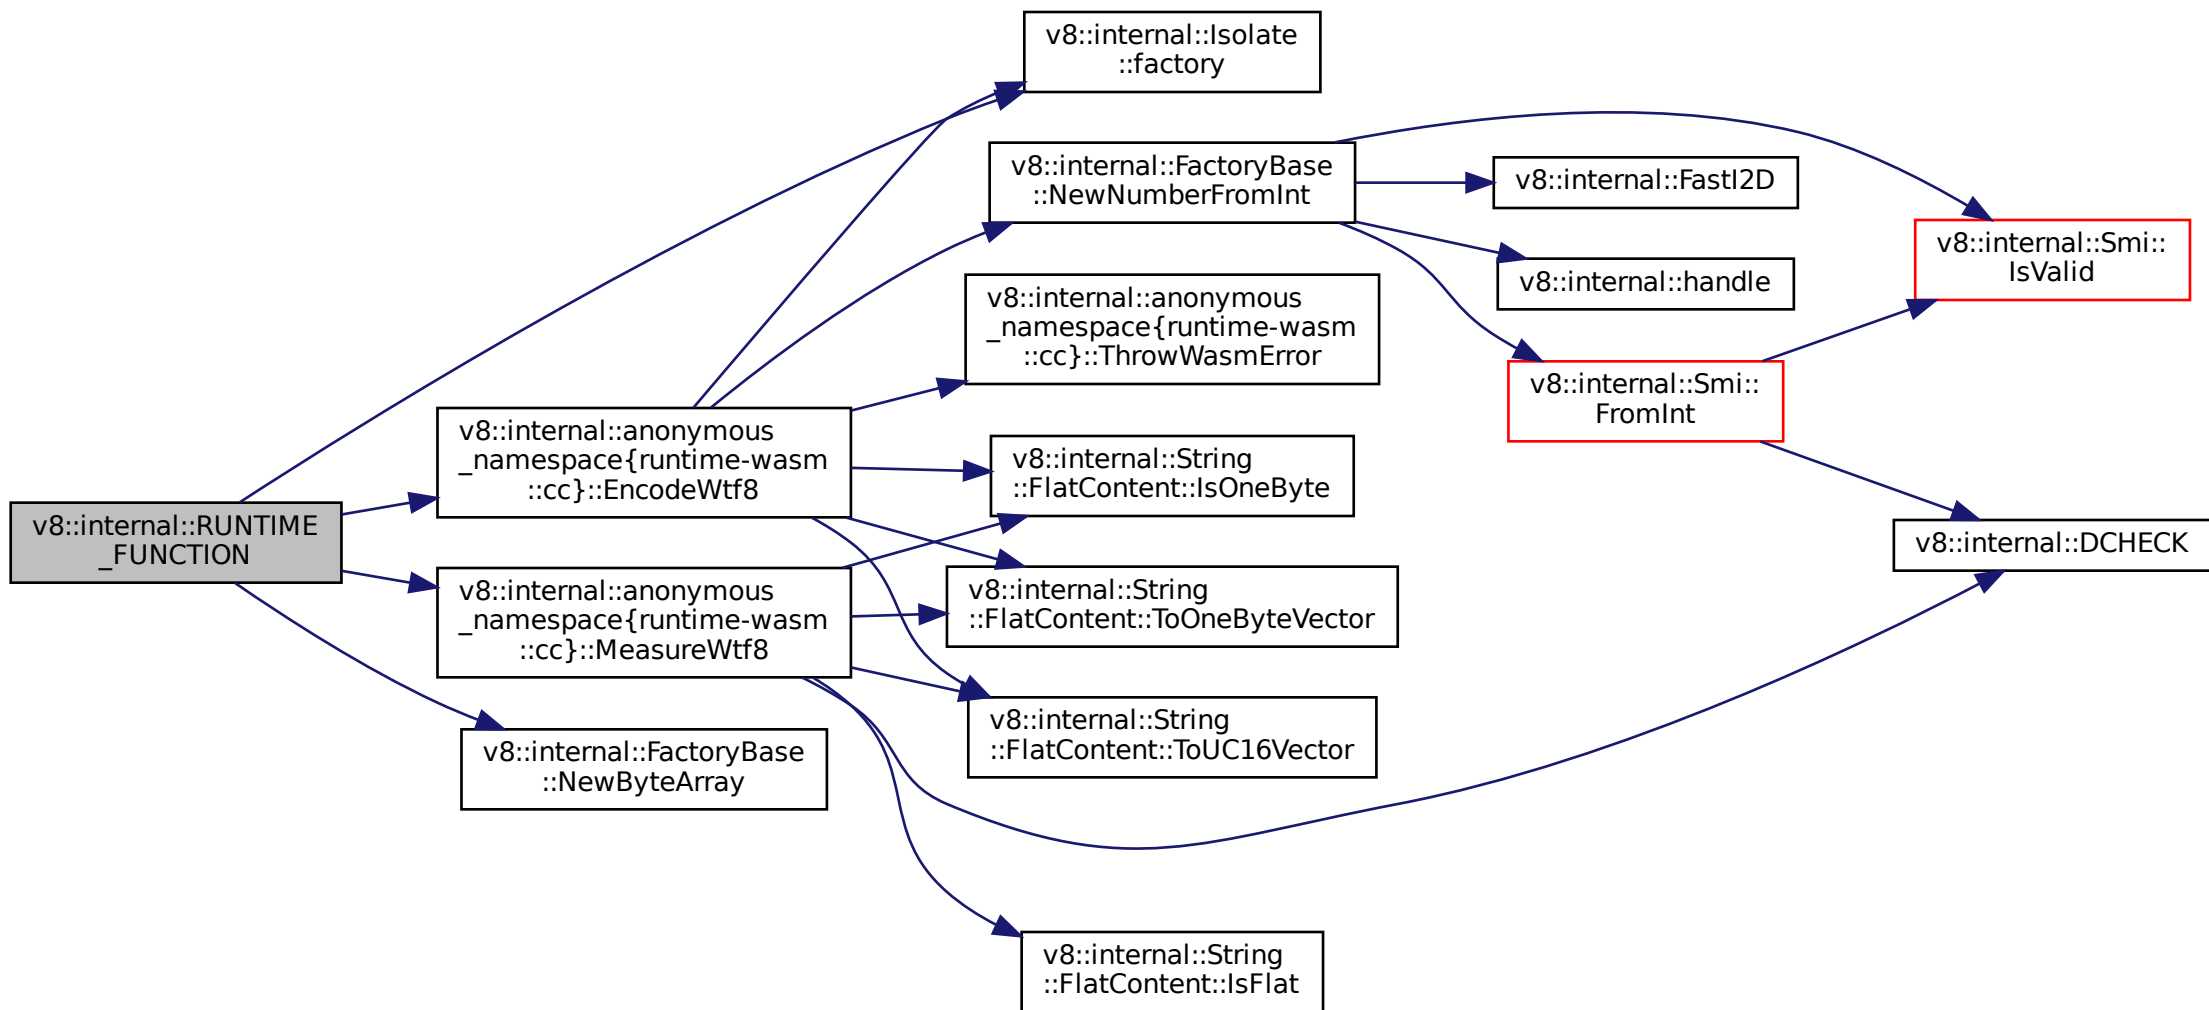 v8::internal::Isolate
::factory
v8::internal::FactoryBase
::NewNumberFromInt
v8::internal::FastI2D
v8::internal::Smi::
IsValid
v8::internal::handle
v8::internal::anonymous
_namespace{runtime-wasm
::cc}::ThrowWasmError
v8::internal::Smi::
FromInt
v8::internal::anonymous
_namespace{runtime-wasm
::cc}::EncodeWtf8
v8::internal::String
::FlatContent::IsOneByte
v8::internal::RUNTIME
_FUNCTION
v8::internal::DCHECK
v8::internal::anonymous
_namespace{runtime-wasm
::cc}::MeasureWtf8
v8::internal::String
::FlatContent::ToOneByteVector
v8::internal::String
::FlatContent::ToUC16Vector
v8::internal::FactoryBase
::NewByteArray
v8::internal::String
::FlatContent::IsFlat